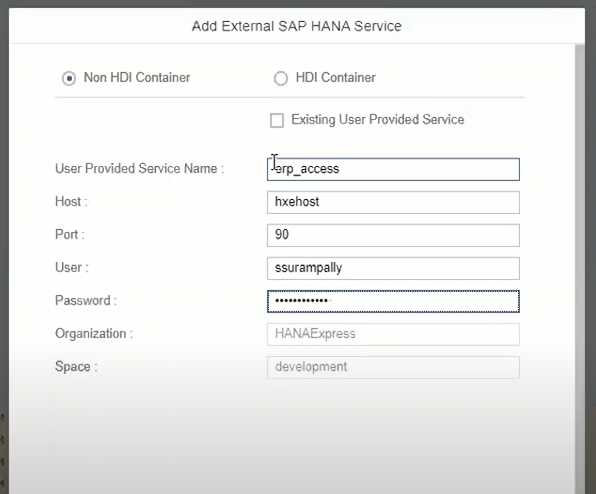 Add External SAP HANA Service
Non HDI Container HDI Container
Existing User Provided Service
User Provided Service Name : erp_access
Host : hxehost
Port : 90
User : ssurampally
Password : ••••••••••••
Organization : HANAExpress
Space : development